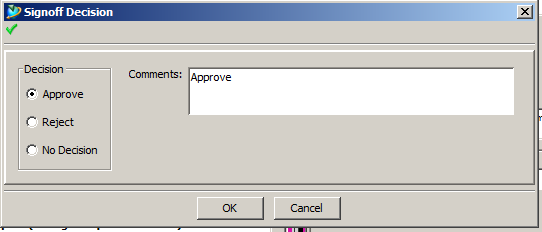 Signoff Decision
Decision
Approve
Reject
No Decision
Comments:
Approve
OK
Cancel